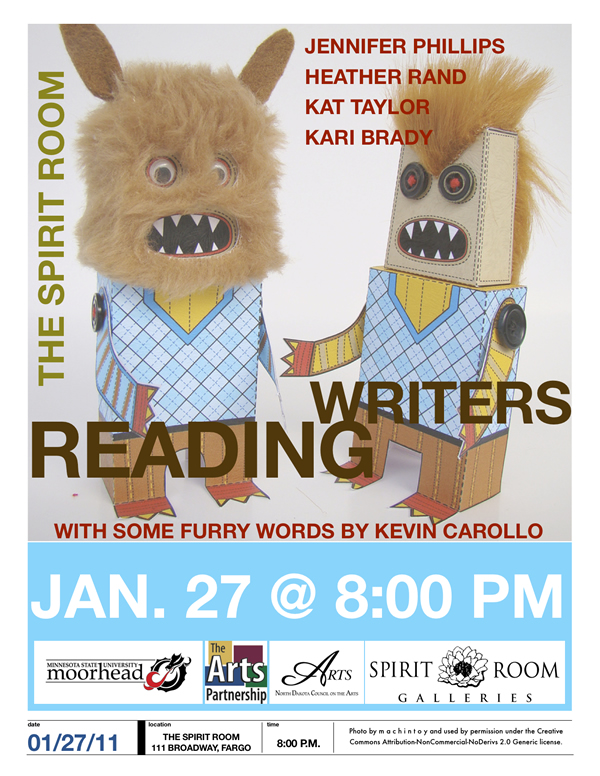 JENNIFER PHILLIPS
HEATHER RAND
KAT TAYLOR
KARI BRADY
THE SPIRIT ROOM
WRITERS
READING
WITH SOME FURRY WORDS BY KEVIN CAROLLO
JAN. 27 @ 8:00 PM
MINNESOTA STATE UNIVERSITY
moorhead
The
Arts
Partnership
ARTS
NORTH DAKOTA COUNCIL ON THE ARTS
SPIRIT ROOM
GALLERIES
date
01/27/11
location
THE SPIRIT ROOM
111 BROADWAY, FARGO
time
8:00 P.M.
Photo by m a c h i n t o y and used by permission under the Creative
Commons Attribution-NonCommercial-NoDerivs 2.0 Generic license.